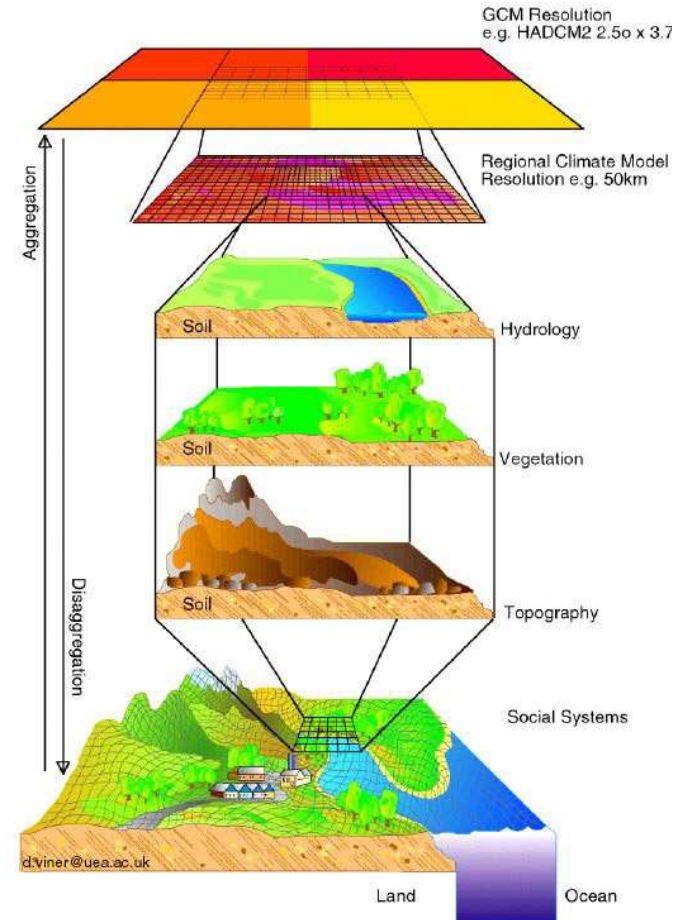 GCM Resolution
e.g. HADCM2 2.5o x 3.7
Regional Climate Model
Resolution e.g. 50km
Aggregation
Disaggregation
Soil
Hydrology
Soil
Vegetation
Soil
Topography
Social Systems
d.viner@uea.ac.uk
Land
Ocean